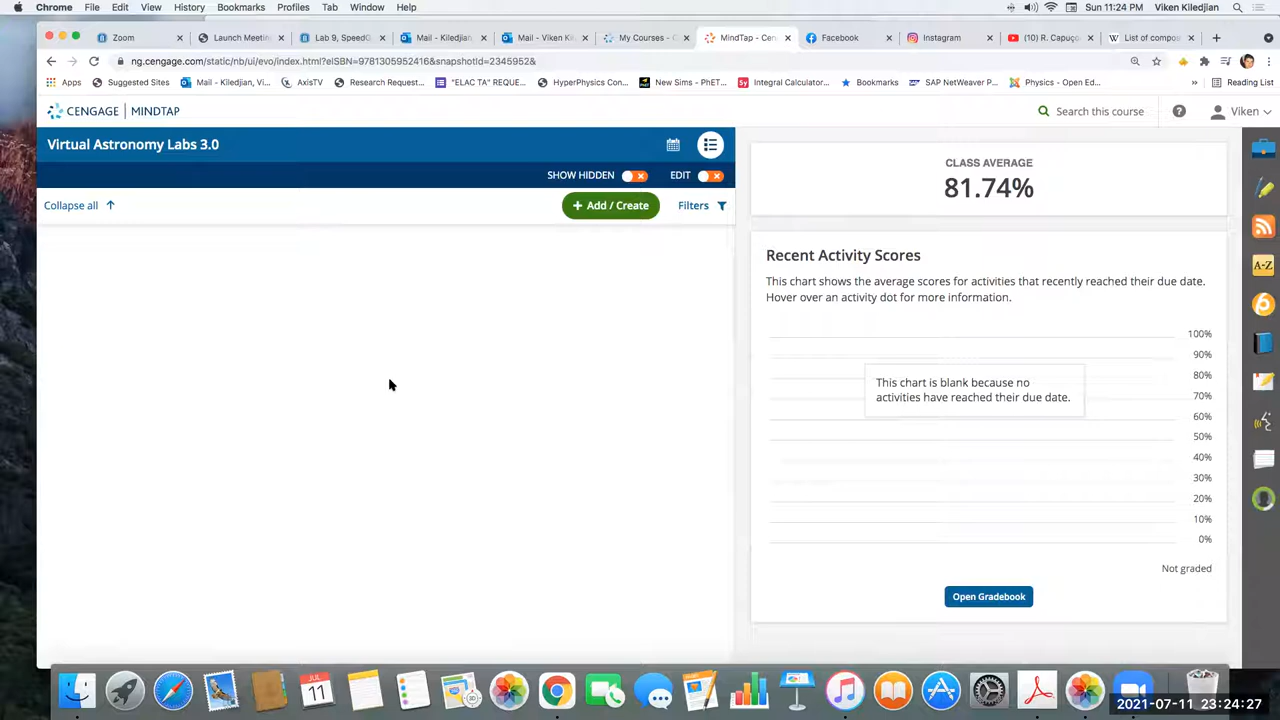 Chrome File Edit View History Bookmarks Profiles Tab Window Help Sun 11:24 PM Viken Kiledjian
Zoom Launch Meetin Lab 9, SpeedG Mail - Kiledjian, Mail - Viken Ki My Courses - C MindTap - Cen Facebook Instagram (10) R. Capuço List of compos
ng.cengage.com/static/nb/ui/evo/index.html?eISBN=9781305952416&snapshotId=2345952&
Apps Suggested Sites Mail - Kiledjian, Vi... AxisTV Research Request... "ELAC TA" REQUE... HyperPhysics Con... New Sims - PhET... Sy Integral Calculator... Bookmarks SAP NetWeaver P... Physics - Open Ed... » Reading List
CENGAGE | MINDTAP Search this course ? Viken
Virtual Astronomy Labs 3.0
SHOW HIDDEN EDIT
Collapse all + Add / Create Filters
CLASS AVERAGE
81.74%
Recent Activity Scores
This chart shows the average scores for activities that recently reached their due date.
Hover over an activity dot for more information.
100%
90%
80%
70%
60%
50%
40%
30%
20%
10%
0%
This chart is blank because no
activities have reached their due date.
Not graded
Open Gradebook
A-Z
JUL
11
2021-07-11 23:24:27